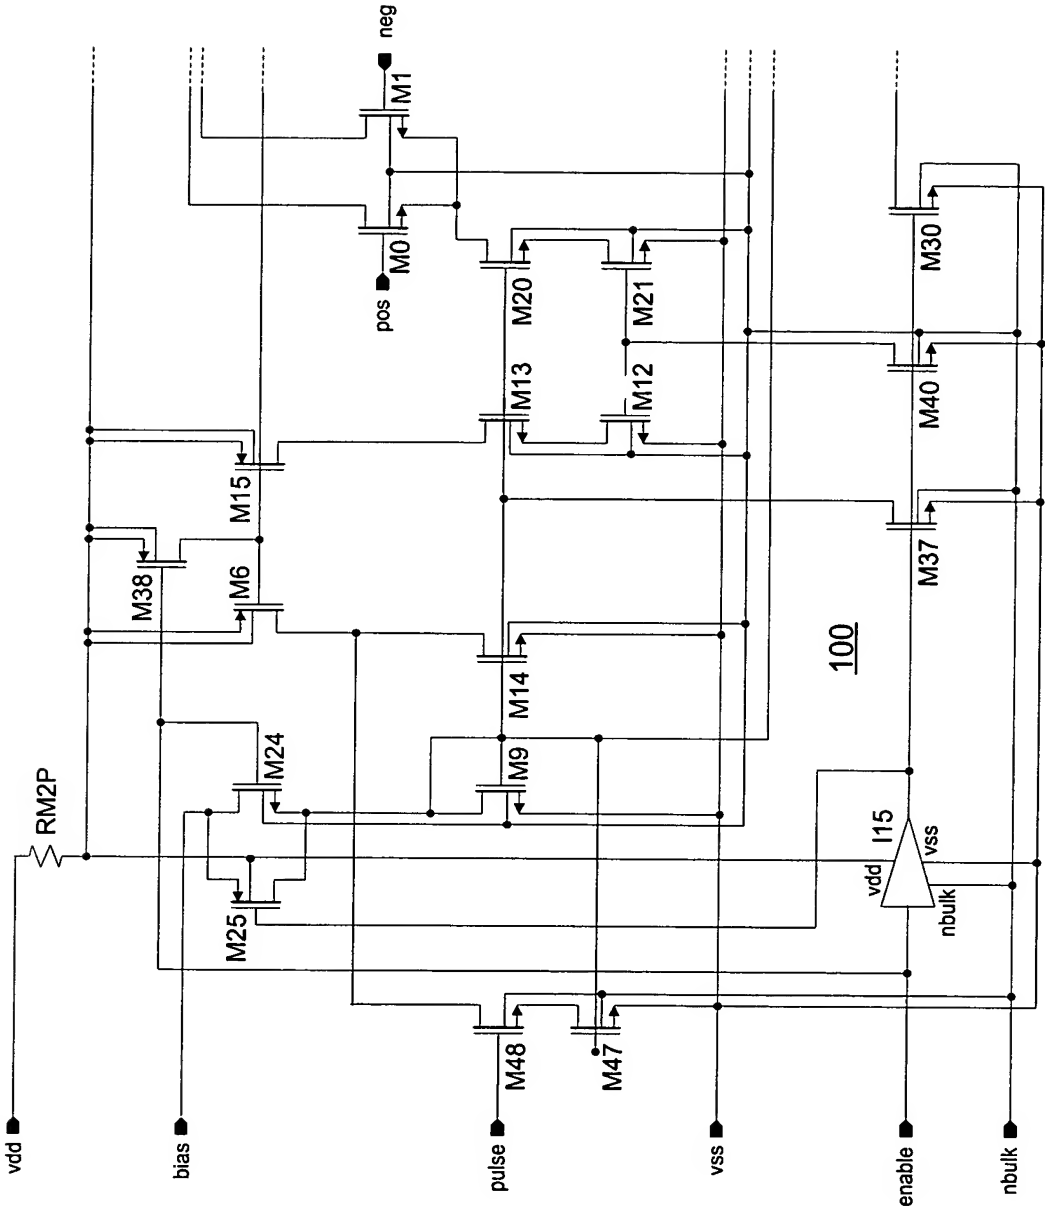 neg
M1
M0
pos
M20
M21
M30
M13
M12
M40
M15
M6
M38
M37
100
M14
M24
M9
RM2P
I15
vdd
vss
nbulk
M25
M48
M47
vdd
bias
pulse
vss
enable
nbulk